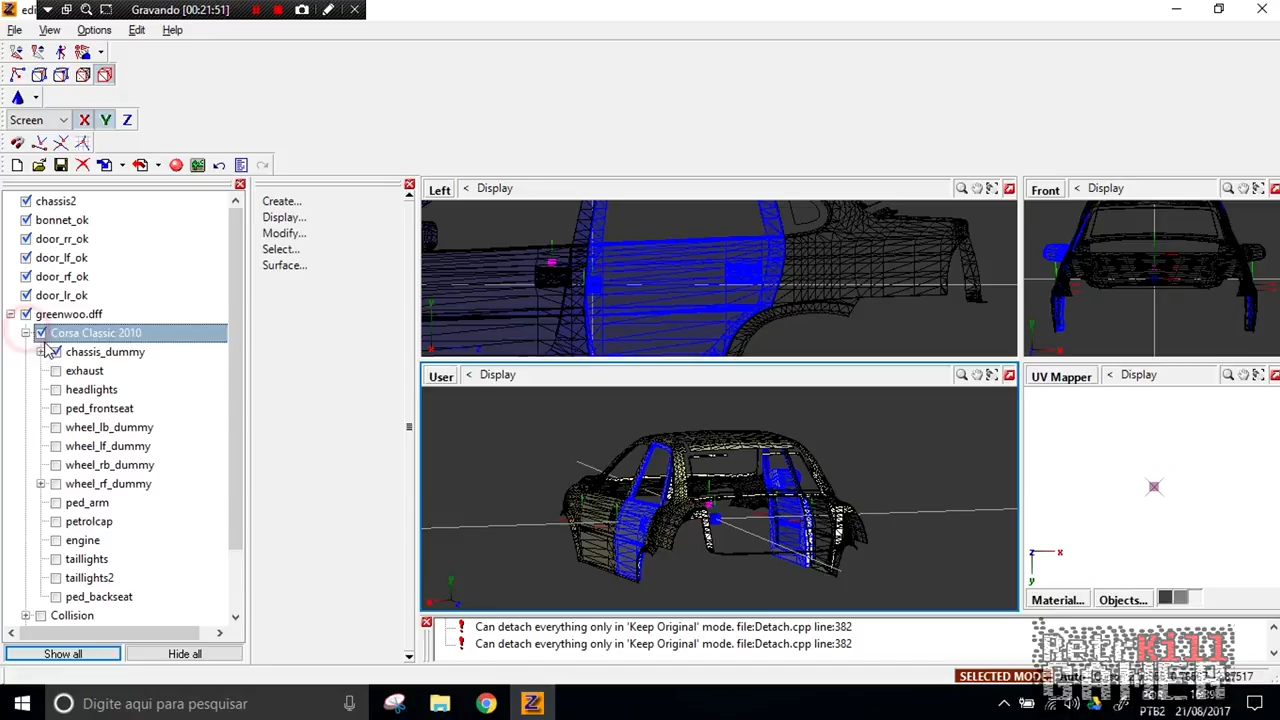 edi
Gravando [00:21:51]
File View Options Edit Help
Screen X Y Z
chassis2
bonnet_ok
door_rr_ok
door_lf_ok
door_rf_ok
door_lr_ok
greenwoo.dff
Corsa Classic 2010
chassis_dummy
exhaust
headlights
ped_frontseat
wheel_lb_dummy
wheel_lf_dummy
wheel_rb_dummy
wheel_rf_dummy
ped_arm
petrolcap
engine
taillights
taillights2
ped_backseat
Collision
Show all Hide all
Create...
Display...
Modify...
Select...
Surface...
Left < Display
Front < Display
User < Display
UV Mapper < Display
Material... Objects...
Can detach everything only in 'Keep Original' mode. file:Detach.cpp line:382
Can detach everything only in 'Keep Original' mode. file:Detach.cpp line:382
SELECTED MOD
Digite aqui para pesquisar
PTB2 21/08/2017